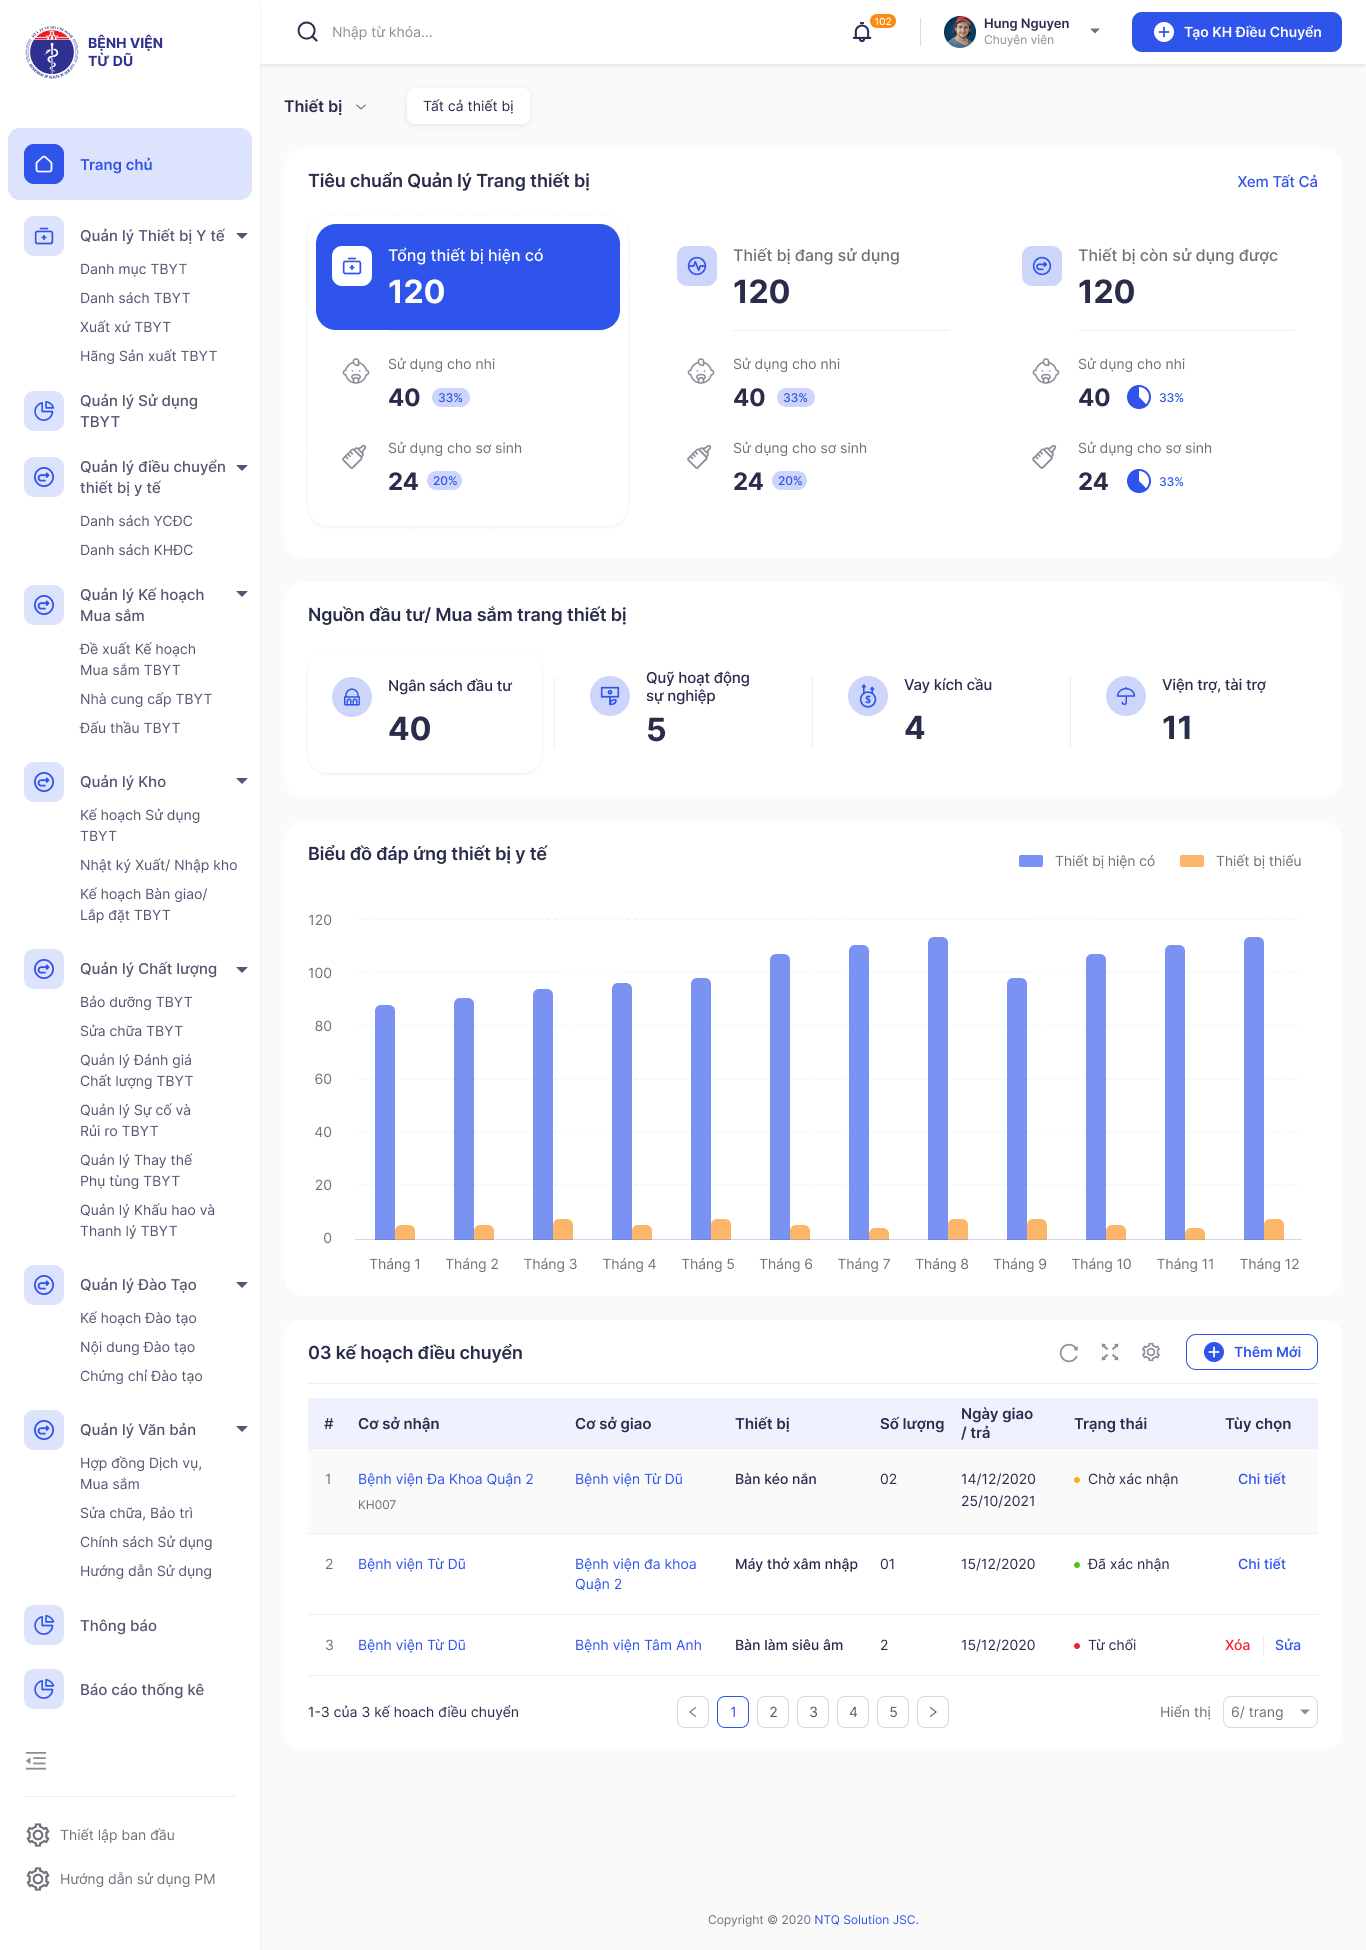 BỆNH VIỆN
TỪ DŨ
Trang chủ
Quản lý Thiết bị Y tế
Danh mục TBYT
Danh sách TBYT
Xuất xứ TBYT
Hãng Sản xuất TBYT
Quản lý Sử dụng
TBYT
Quản lý điều chuyển
thiết bị y tế
Danh sách YCĐC
Danh sách KHĐC
Quản lý Kế hoạch
Mua sắm
Đề xuất Kế hoạch
Mua sắm TBYT
Nhà cung cấp TBYT
Đấu thầu TBYT
Quản lý Kho
Kế hoạch Sử dụng
TBYT
Nhật ký Xuất/ Nhập kho
Kế hoạch Bàn giao/
Lắp đặt TBYT
Quản lý Chất lượng
Bảo dưỡng TBYT
Sửa chữa TBYT
Quản lý Đánh giá
Chất lượng TBYT
Quản lý Sự cố và
Rủi ro TBYT
Quản lý Thay thế
Phụ tùng TBYT
Quản lý Khấu hao và
Thanh lý TBYT
Quản lý Đào Tạo
Kế hoạch Đào tạo
Nội dung Đào tạo
Chứng chỉ Đào tạo
Quản lý Văn bản
Hợp đồng Dịch vụ,
Mua sắm
Sửa chữa, Bảo trì
Chính sách Sử dụng
Hướng dẫn Sử dụng
Thông báo
Báo cáo thống kê
Thiết lập ban đầu
Hướng dẫn sử dụng PM
Nhập từ khóa...
102
Hung Nguyen
Chuyên viên
Tạo KH Điều Chuyển
Thiết bị
Tất cả thiết bị
Tiêu chuẩn Quản lý Trang thiết bị
Xem Tất Cả
Tổng thiết bị hiện có
120
Sử dụng cho nhi
40 33%
Sử dụng cho sơ sinh
24 20%
Thiết bị đang sử dụng
120
Sử dụng cho nhi
40 33%
Sử dụng cho sơ sinh
24 20%
Thiết bị còn sử dụng được
120
Sử dụng cho nhi
40 33%
Sử dụng cho sơ sinh
24 33%
Nguồn đầu tư/ Mua sắm trang thiết bị
Ngân sách đầu tư
40
Quỹ hoạt động
sự nghiệp
5
Vay kích cầu
4
Viện trợ, tài trợ
11
Biểu đồ đáp ứng thiết bị y tế
Thiết bị hiện có Thiết bị thiếu
120
100
80
60
40
20
0
Tháng 1 Tháng 2 Tháng 3 Tháng 4 Tháng 5 Tháng 6 Tháng 7 Tháng 8 Tháng 9 Tháng 10 Tháng 11 Tháng 12
03 kế hoạch điều chuyển
Thêm Mới
# Cơ sở nhận Cơ sở giao Thiết bị Số lượng Ngày giao
/ trả Trạng thái Tùy chọn
1 Bệnh viện Đa Khoa Quận 2 Bệnh viện Từ Dũ Bàn kéo nắn 02 14/12/2020 Chờ xác nhận Chi tiết
KH007 25/10/2021
2 Bệnh viện Từ Dũ Bệnh viện đa khoa Máy thở xâm nhập 01 15/12/2020 Đã xác nhận Chi tiết
Quận 2
3 Bệnh viện Từ Dũ Bệnh viện Tâm Anh Bàn làm siêu âm 2 15/12/2020 Từ chối Xóa Sửa
1-3 của 3 kế hoach điều chuyển
1 2 3 4 5
Hiển thị 6/ trang
Copyright © 2020 NTQ Solution JSC.